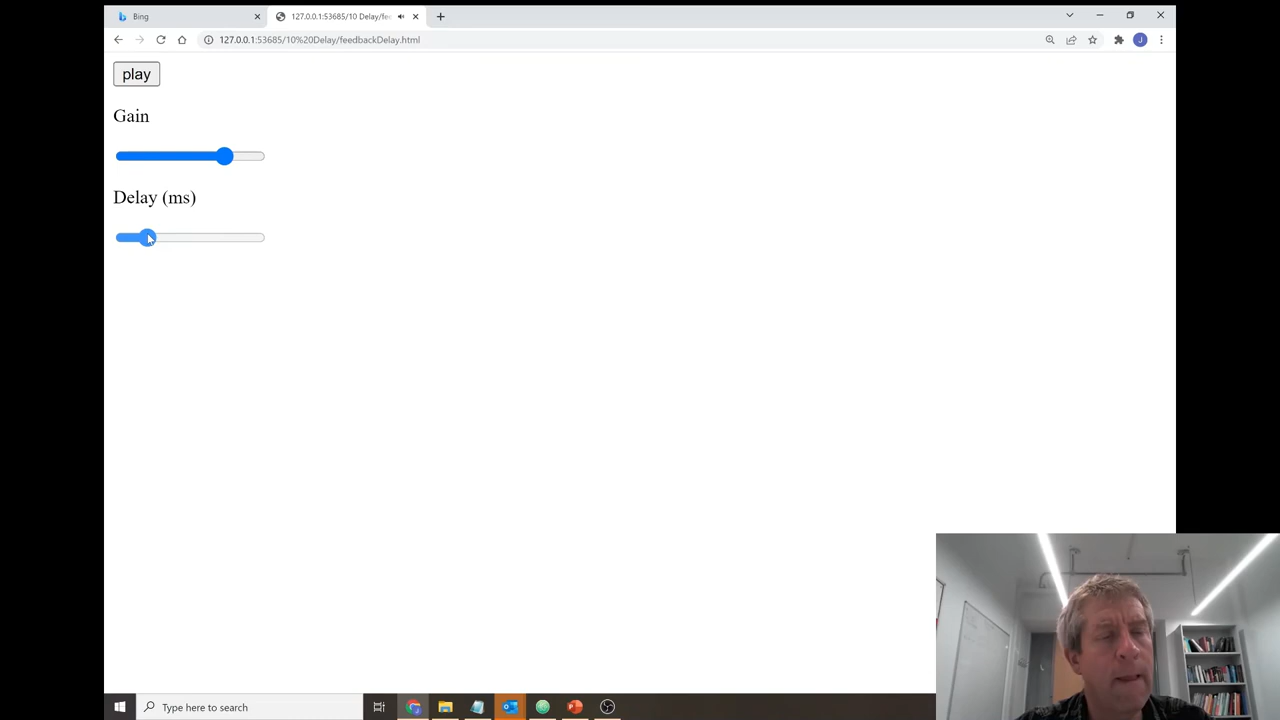 Bing
127.0.0.1:53685/10 Delay/fee
127.0.0.1:53685/10%20Delay/feedbackDelay.html
J
play
Gain
Delay (ms)
Type here to search